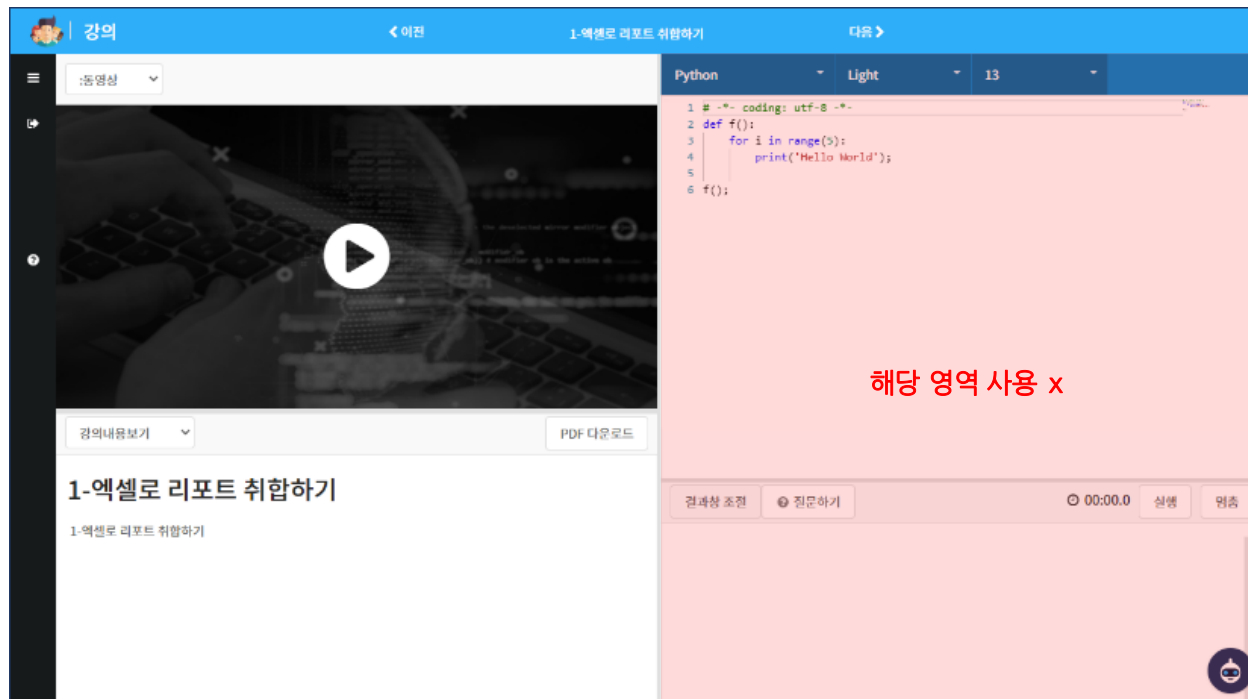 강의
이전
1-엑셀로 리포트 취합하기
다음
:동영상
Python
Light
13
1 # -*- coding: utf-8 -*-
2 def f():
3 for i in range(5):
4 print('Hello World');
5
6 f();
해당 영역 사용 x
강의내용보기
PDF 다운로드
1-엑셀로 리포트 취합하기
1-엑셀로 리포트 취합하기
결과창 조절
질문하기
00:00.0
실행
멈춤